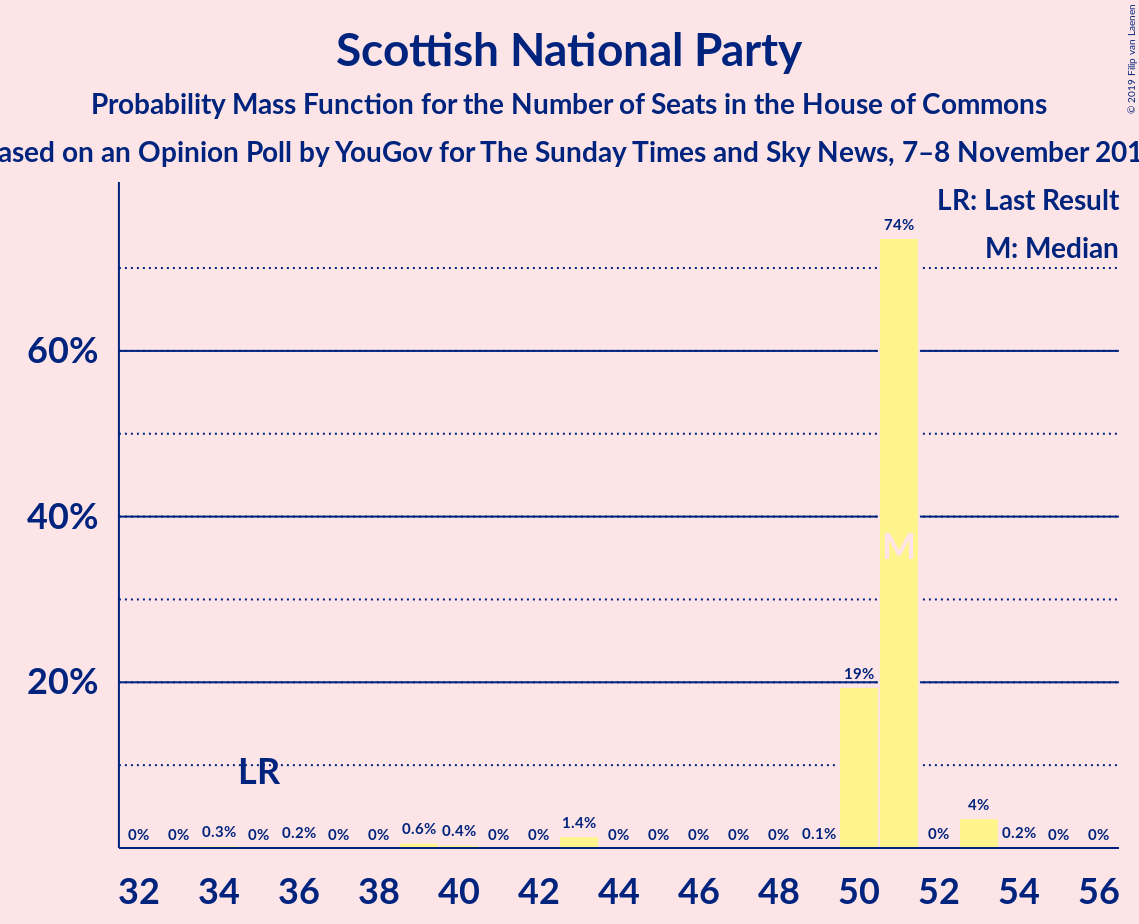 Scottish National Party
Probability Mass Function for the Number of Seats in the House of Commons
ased on an Opinion Poll by YouGov for The Sunday Times and Sky News, 7–8 November 201
© 2019 Filip van Laenen
LR: Last Result
M: Median
60%
40%
20%
LR
M
0% 0% 0.3% 0% 0.2% 0% 0% 0.6% 0.4% 0% 0% 1.4% 0% 0% 0% 0% 0% 0.1% 19% 74% 0% 4% 0.2% 0% 0%
32 34 36 38 40 42 44 46 48 50 52 54 56